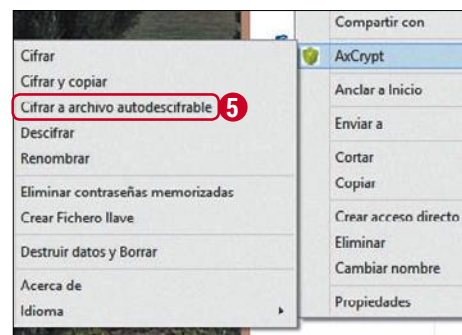 Cifrar
Cifrar y copiar
Cifrar a archivo autodescifrable 5
Descifrar
Renombrar
Eliminar contraseñas memorizadas
Crear Fichero llave
Destruir datos y Borrar
Acerca de
Idioma
Compartir con
AxCrypt
Anclar a Inicio
Enviar a
Cortar
Copiar
Crear acceso directo
Eliminar
Cambiar nombre
Propiedades